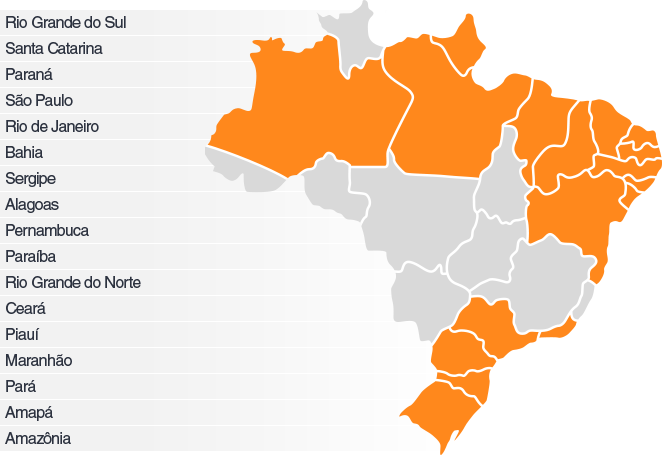 Rio Grande do Sul
Santa Catarina
Paraná
São Paulo
Rio de Janeiro
Bahia
Sergipe
Alagoas
Pernambuca
Paraíba
Rio Grande do Norte
Ceará
Piauí
Maranhão
Pará
Amapá
Amazônia